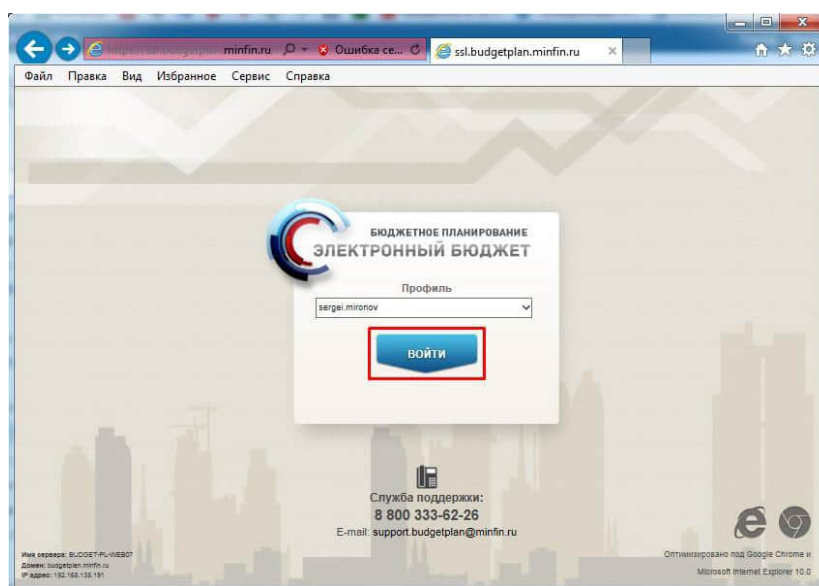 minfin.ru
Ошибка се...
ssl.budgetplan.minfin.ru
Файл Правка Вид Избранное Сервис Справка
БЮДЖЕТНОЕ ПЛАНИРОВАНИЕ
ЭЛЕКТРОННЫЙ БЮДЖЕТ
Профиль
sergei.mironov
ВОЙТИ
Служба поддержки:
8 800 333-62-26
E-mail: support.budgetplan@minfin.ru
Имя сервера: BUDGET-PL-WEB07
Домен: budgetplan.minfin.ru
IP адрес: 192.168.138.191
Оптимизировано под Google Chrome и
Microsoft Internet Explorer 10.0